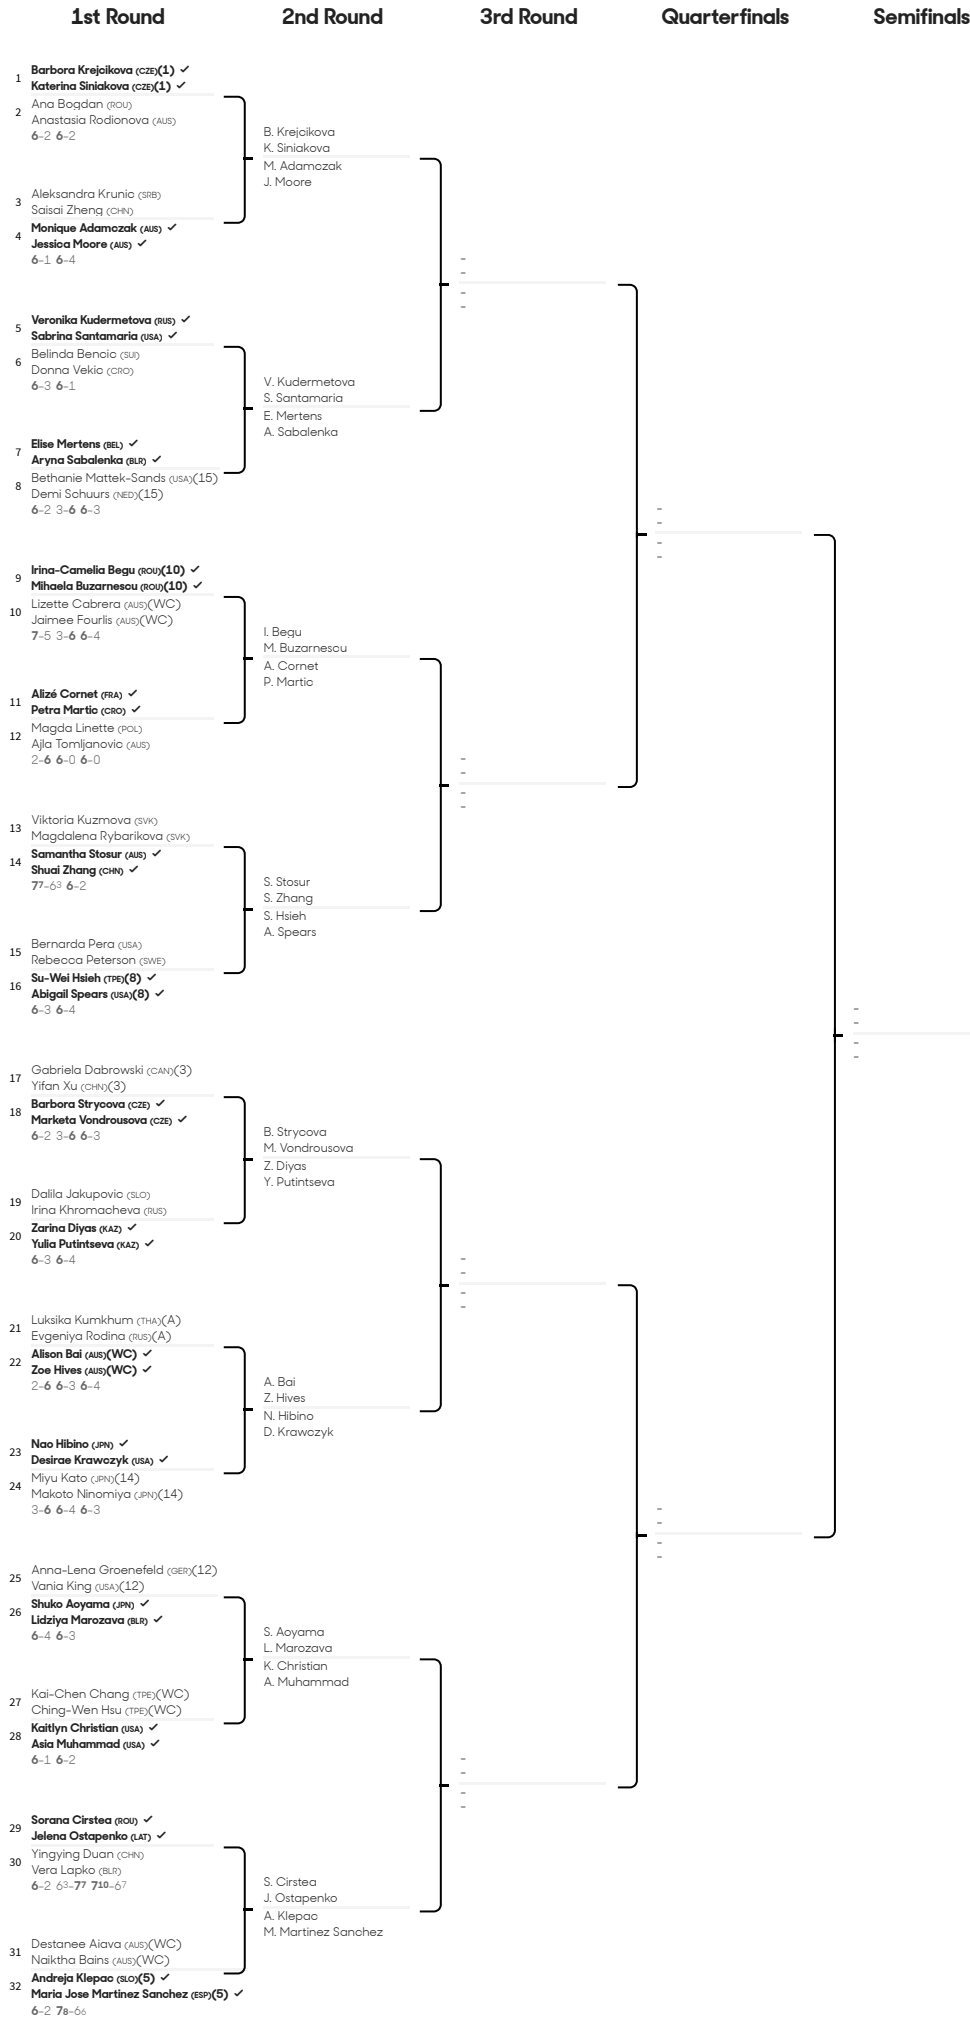 1st Round
2nd Round
3rd Round
Quarterfinals
Semifinals
1
Barbora Krejcikova (CZE)(1) ✓
Katerina Siniakova (CZE)(1) ✓
2
Ana Bogdan (ROU)
Anastasia Rodionova (AUS)
6-2 6-2
3
Aleksandra Krunic (SRB)
Saisai Zheng (CHN)
4
Monique Adamczak (AUS) ✓
Jessica Moore (AUS) ✓
6-1 6-4
5
Veronika Kudermetova (RUS) ✓
Sabrina Santamaria (USA) ✓
6
Belinda Bencic (SUI)
Donna Vekic (CRO)
6-3 6-1
7
Elise Mertens (BEL) ✓
Aryna Sabalenka (BLR) ✓
8
Bethanie Mattek-Sands (USA)(15)
Demi Schuurs (NED)(15)
6-2 3-6 6-3
9
Irina-Camelia Begu (ROU)(10) ✓
Mihaela Buzarnescu (ROU)(10) ✓
10
Lizette Cabrera (AUS)(WC)
Jaimee Fourlis (AUS)(WC)
7-5 3-6 6-4
11
Alizé Cornet (FRA) ✓
Petra Martic (CRO) ✓
12
Magda Linette (POL)
Ajla Tomljanovic (AUS)
2-6 6-0 6-0
13
Viktoria Kuzmova (SVK)
Magdalena Rybarikova (SVK)
14
Samantha Stosur (AUS) ✓
Shuai Zhang (CHN) ✓
7⁷-6³ 6-2
15
Bernarda Pera (USA)
Rebecca Peterson (SWE)
16
Su-Wei Hsieh (TPE)(8) ✓
Abigail Spears (USA)(8) ✓
6-3 6-4
17
Gabriela Dabrowski (CAN)(3)
Yifan Xu (CHN)(3)
18
Barbora Strycova (CZE) ✓
Marketa Vondrousova (CZE) ✓
6-2 3-6 6-3
19
Dalila Jakupovic (SLO)
Irina Khromacheva (RUS)
20
Zarina Diyas (KAZ) ✓
Yulia Putintseva (KAZ) ✓
6-3 6-4
21
Luksika Kumkhum (THA)(A)
Evgeniya Rodina (RUS)(A)
22
Alison Bai (AUS)(WC) ✓
Zoe Hives (AUS)(WC) ✓
2-6 6-3 6-4
23
Nao Hibino (JPN) ✓
Desirae Krawczyk (USA) ✓
24
Miyu Kato (JPN)(14)
Makoto Ninomiya (JPN)(14)
3-6 6-4 6-3
25
Anna-Lena Groenefeld (GER)(12)
Vania King (USA)(12)
26
Shuko Aoyama (JPN) ✓
Lidziya Marozava (BLR) ✓
6-4 6-3
27
Kai-Chen Chang (TPE)(WC)
Ching-Wen Hsu (TPE)(WC)
28
Kaitlyn Christian (USA) ✓
Asia Muhammad (USA) ✓
6-1 6-2
29
Sorana Cirstea (ROU) ✓
Jelena Ostapenko (LAT) ✓
30
Yingying Duan (CHN)
Vera Lapko (BLR)
6-2 6³-7⁷ 7¹⁰-6⁷
31
Destanee Aiava (AUS)(WC)
Naiktha Bains (AUS)(WC)
32
Andreja Klepac (SLO)(5) ✓
Maria Jose Martinez Sanchez (ESP)(5) ✓
6-2 7⁸-6⁶
B. Krejcikova
K. Siniakova
M. Adamczak
J. Moore
V. Kudermetova
S. Santamaria
E. Mertens
A. Sabalenka
I. Begu
M. Buzarnescu
A. Cornet
P. Martic
S. Stosur
S. Zhang
S. Hsieh
A. Spears
B. Strycova
M. Vondrousova
Z. Diyas
Y. Putintseva
A. Bai
Z. Hives
N. Hibino
D. Krawczyk
S. Aoyama
L. Marozava
K. Christian
A. Muhammad
S. Cirstea
J. Ostapenko
A. Klepac
M. Martinez Sanchez